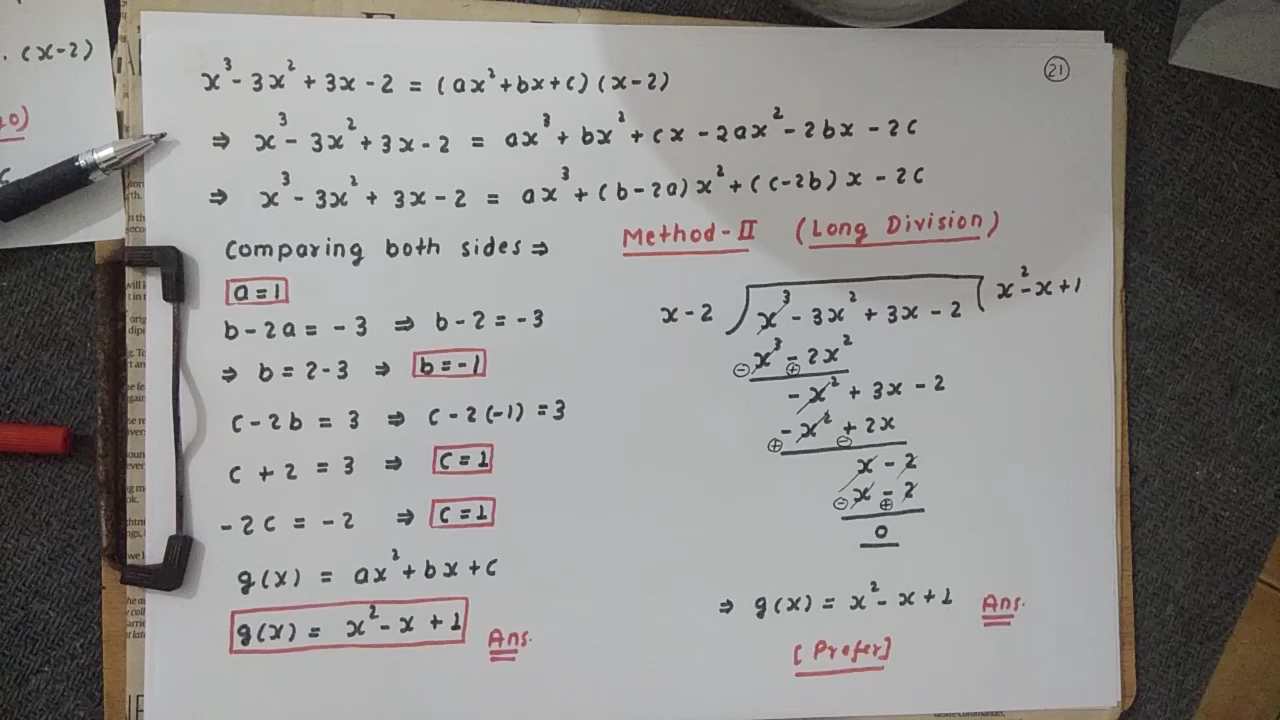 . (x-2)
x³ - 3x² + 3x - 2 = (ax² + bx + c) (x-2)
21
⇒ x³ - 3x² + 3x - 2 = ax³ + bx² + cx - 2ax² - 2bx - 2c
⇒ x³ - 3x² + 3x - 2 = ax³ + (b-2a)x² + (c-2b)x - 2c
Comparing both sides ⇒
a = 1
b - 2a = -3 ⇒ b - 2 = -3
⇒ b = 2-3 ⇒ b = -1
c - 2b = 3 ⇒ c - 2(-1) = 3
c + 2 = 3 ⇒ c = 1
-2c = -2 ⇒ c = 1
g(x) = ax² + bx + c
g(x) = x² - x + 1 Ans.
Method-II (Long Division)
x - 2 ) x³ - 3x² + 3x - 2 ( x² - x + 1
x³ - 2x²
⊖ ⊕
- x² + 3x - 2
- x² + 2x
⊕ ⊖
x - 2
x - 2
⊖ ⊕
0
⇒ g(x) = x² - x + 1 Ans.
[Prefer]